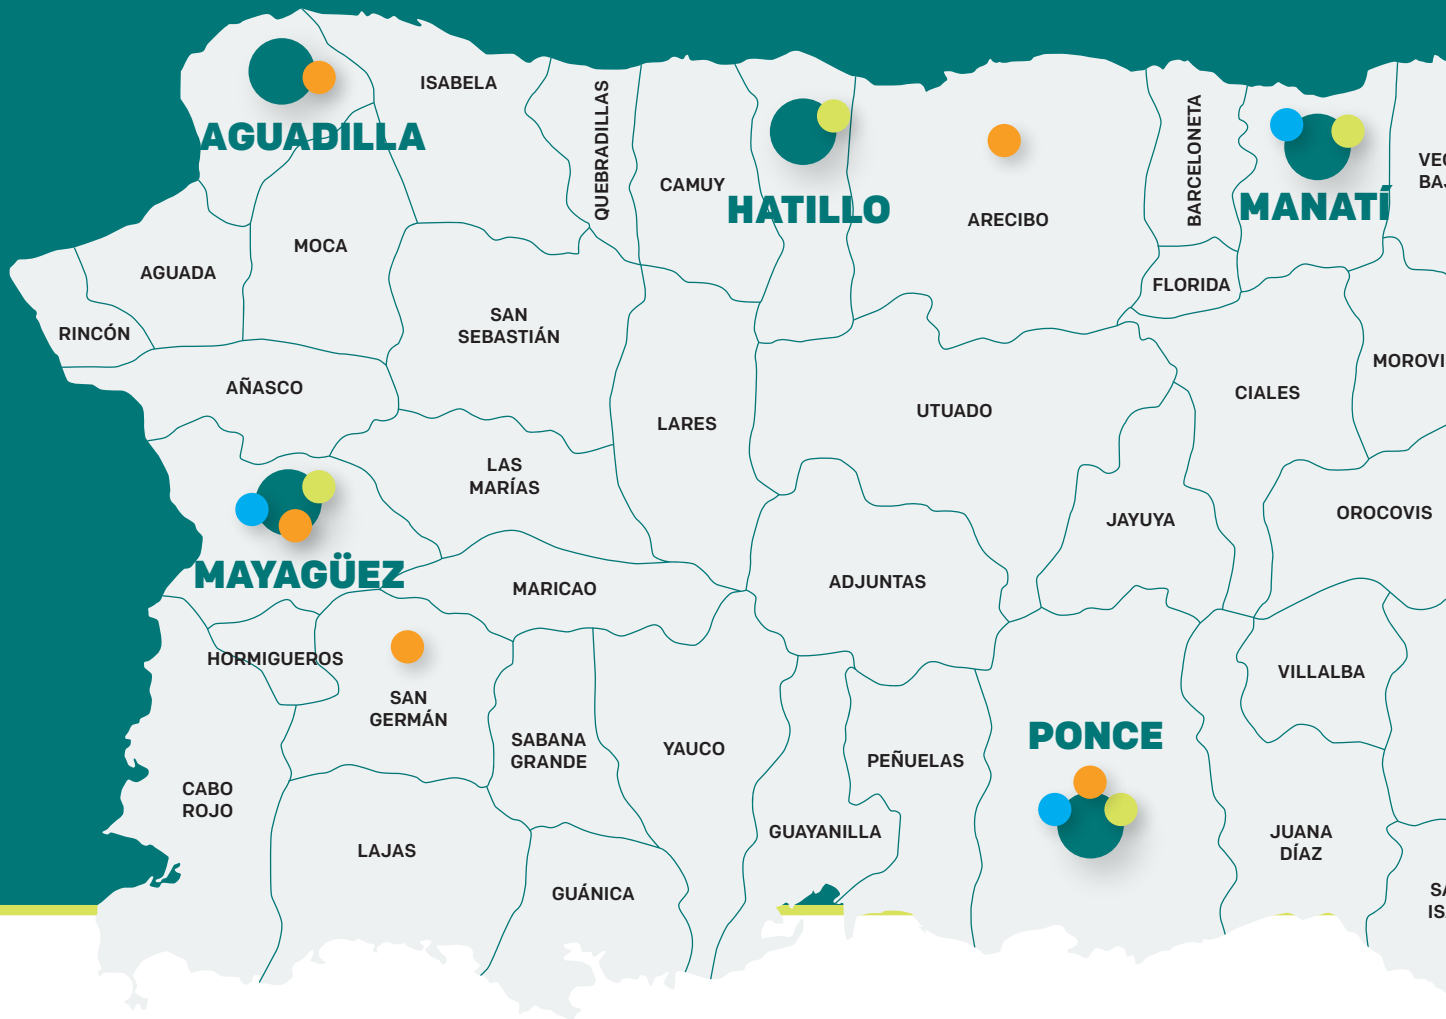 ISABELA
QUEBRADILLAS
BARCELONETA
AGUADILLA
CAMUY
HATILLO
ARECIBO
MANATÍ
MOCA
AGUADA
FLORIDA
RINCÓN
SAN
SEBASTIÁN
AÑASCO
LARES
UTUADO
CIALES
LAS
MARÍAS
JAYUYA
OROCOVIS
MAYAGÜEZ
MARICAO
ADJUNTAS
HORMIGUEROS
SAN
GERMÁN
VILLALBA
SABANA
GRANDE
YAUCO
PONCE
PEÑUELAS
CABO
ROJO
LAJAS
GUAYANILLA
JUANA
DÍAZ
GUÁNICA